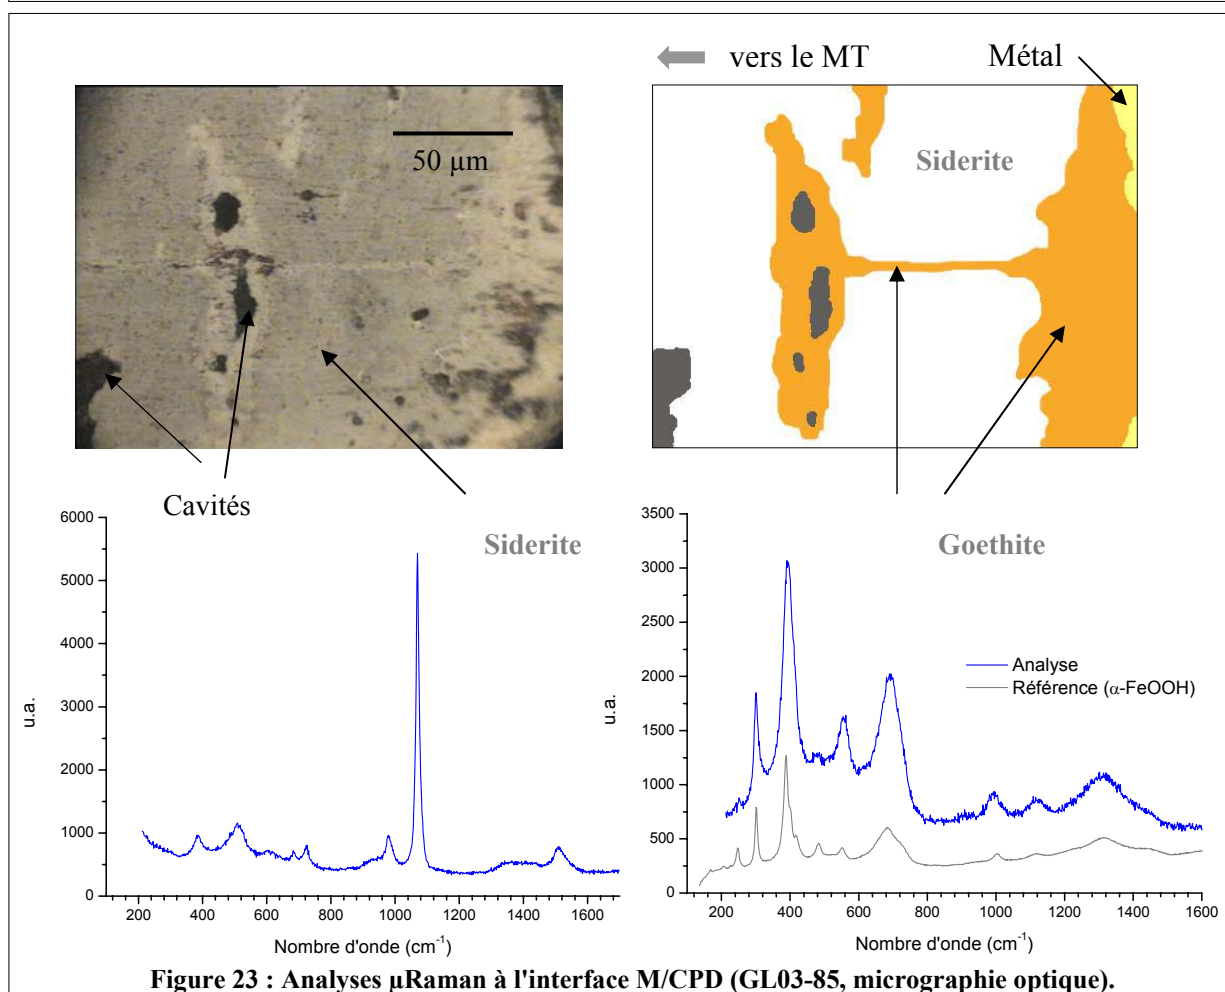 vers le MT
Métal
50 µm
Siderite
Cavités
6000
5000
4000
3000
2000
1000
0
u.a.
Siderite
200 400 600 800 1000 1200 1400 1600
Nombre d'onde (cm-1)
3500
3000
2500
2000
1500
1000
500
0
u.a.
Goethite
Analyse
Référence (α-FeOOH)
200 400 600 800 1000 1200 1400 1600
Nombre d'onde (cm-1)
Figure 23 : Analyses µRaman à l'interface M/CPD (GL03-85, micrographie optique).